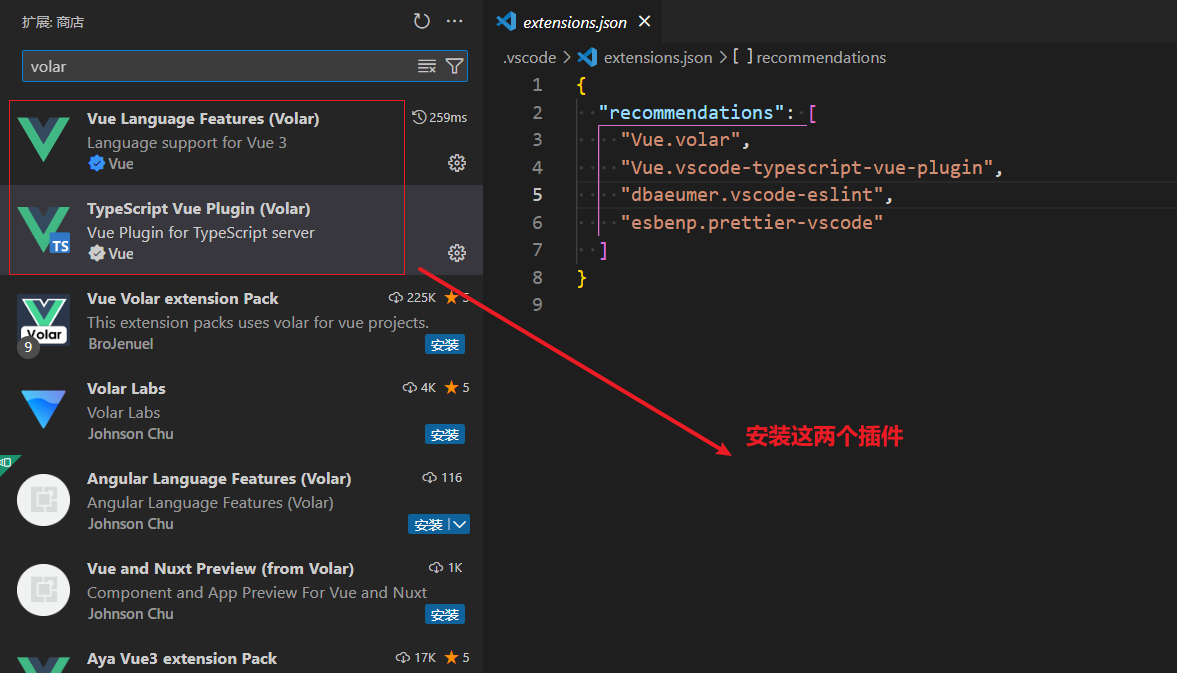 扩展: 商店
volar
Vue Language Features (Volar)
259ms
Language support for Vue 3
Vue
TypeScript Vue Plugin (Volar)
Vue Plugin for TypeScript server
Vue
TS
Vue Volar extension Pack
225K
5
This extension packs uses volar for vue projects.
BroJenuel
安装
Volar
9
Volar Labs
4K
5
Volar Labs
Johnson Chu
安装
Angular Language Features (Volar)
116
Angular Language Features (Volar)
Johnson Chu
安装
Vue and Nuxt Preview (from Volar)
1K
Component and App Preview For Vue and Nuxt
Johnson Chu
安装
Aya Vue3 extension Pack
17K
5
extensions.json
.vscode > extensions.json > [ ] recommendations
1 {
2 "recommendations": [
3 "Vue.volar",
4 "Vue.vscode-typescript-vue-plugin",
5 "dbaeumer.vscode-eslint",
6 "esbenp.prettier-vscode"
7 ]
8 }
9
安装这两个插件